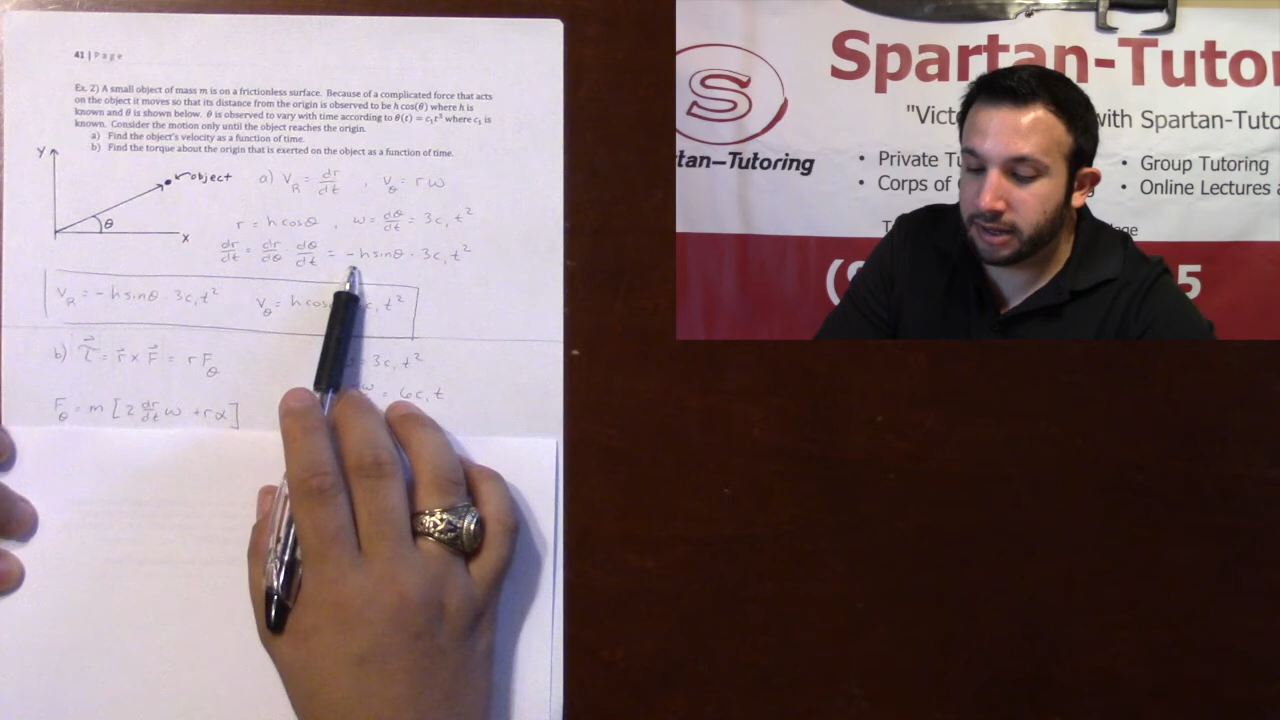 41 | Page
Ex. 2) A small object of mass m is on a frictionless surface. Because of a complicated force that acts
on the object it moves so that its distance from the origin is observed to be h cos(θ) where h is
known and θ is shown below. θ is observed to vary with time according to θ(t) = c₁t³ where c₁ is
known. Consider the motion only until the object reaches the origin.
a) Find the object's velocity as a function of time.
b) Find the torque about the origin that is exerted on the object as a function of time.
Y
object
θ
X
a) V_R = dr/dt , V_θ = rω
r = h cosθ , ω = dθ/dt = 3c₁t²
dr/dt = dr/dθ dθ/dt = -h sinθ · 3c₁t²
V_R = -h sinθ · 3c₁t²
V_θ = h cos t²
b) τ⃗ = r⃗ × F⃗ = r F_θ
= 3c₁t²
= 6c₁t
F_θ = m [2 dr/dt ω + rα]
Spartan-Tutor
S
tan-Tutoring
"Vict with Spartan-Tuto
• Private Tu
• Group Tutoring
• Corps of
• Online Lectures
5